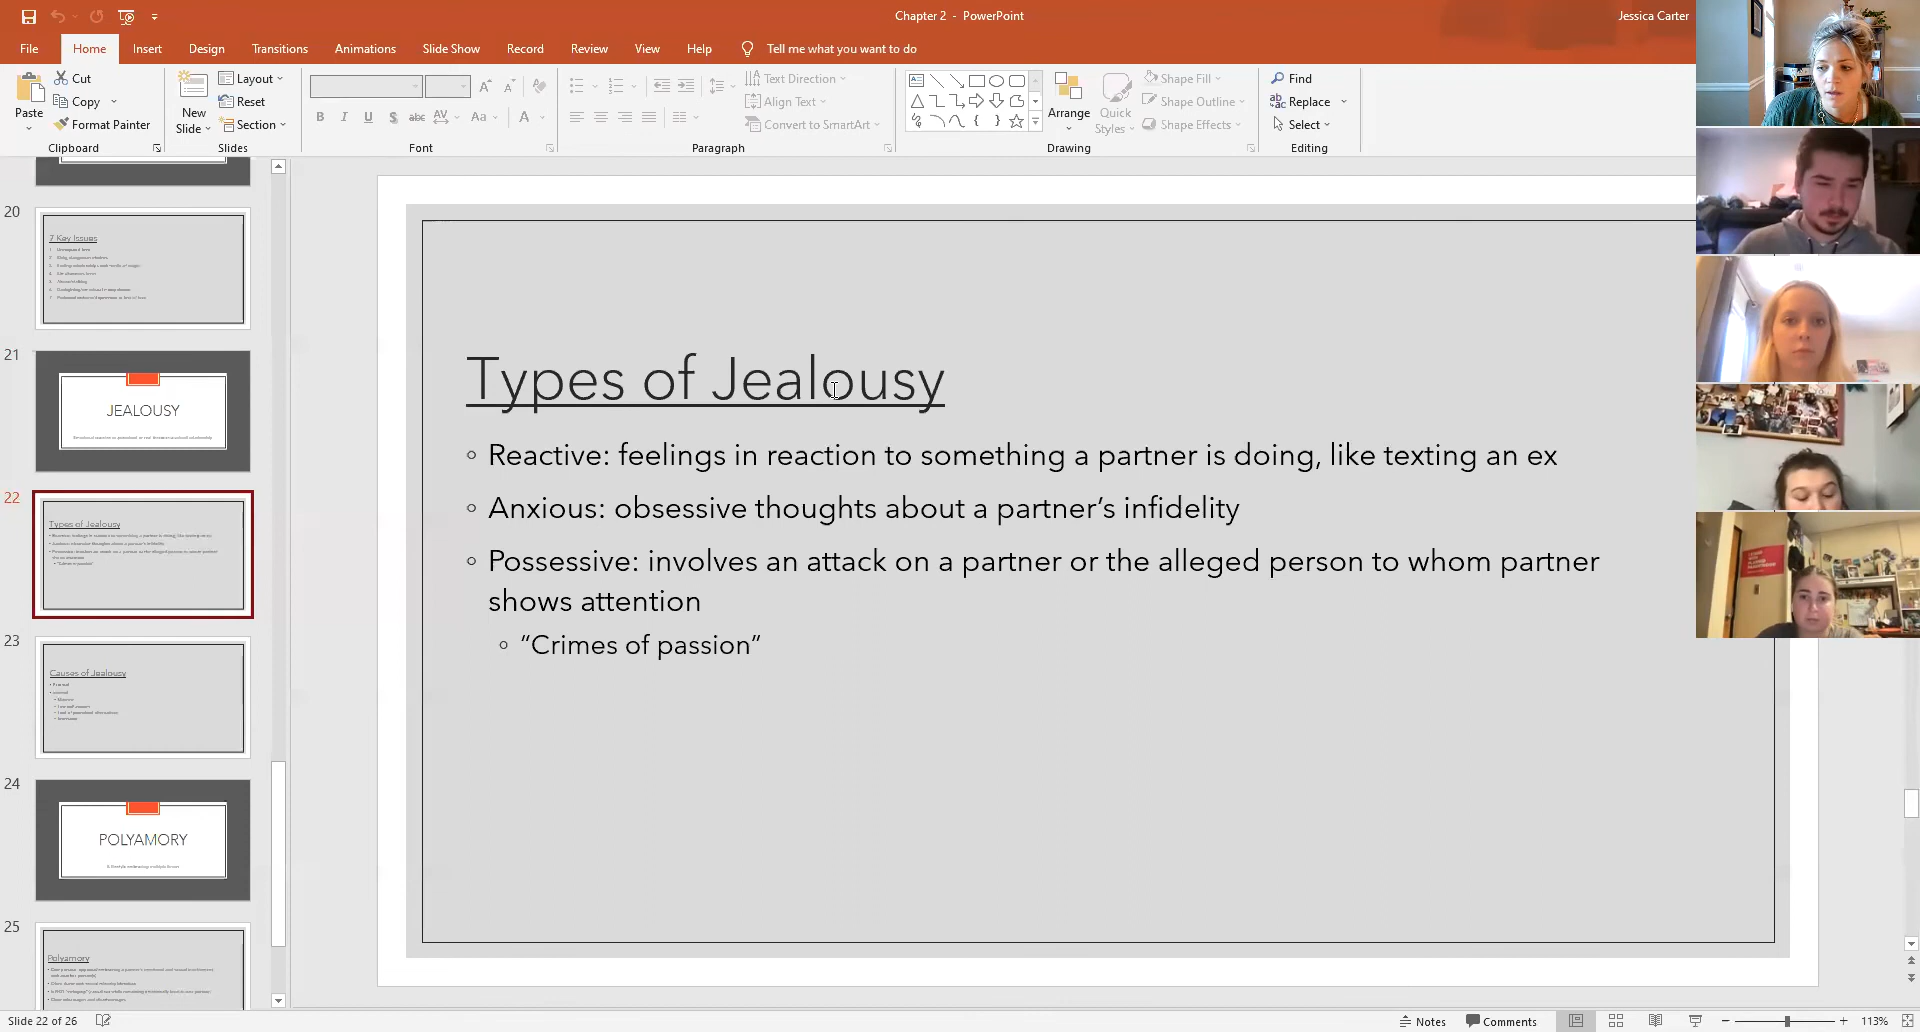 Chapter 2 - PowerPoint
Jessica Carter
File Home Insert Design Transitions Animations Slide Show Record Review View Help Tell me what you want to do
Paste
Cut
Copy
Format Painter
Clipboard
New Slide
Layout
Reset
Section
Slides
B I U S abc AV Aa A
Font
Text Direction
Align Text
Convert to SmartArt
Paragraph
Arrange
Quick Styles
Shape Fill
Shape Outline
Shape Effects
Drawing
Find
Replace
Select
Editing
20
7 Key Issues
21
JEALOUSY
22
Types of Jealousy
23
Causes of Jealousy
24
POLYAMORY
25
Polyamory
Types of Jealousy
Reactive: feelings in reaction to something a partner is doing, like texting an ex
Anxious: obsessive thoughts about a partner’s infidelity
Possessive: involves an attack on a partner or the alleged person to whom partner
shows attention
“Crimes of passion”
Slide 22 of 26
Notes
Comments
113%